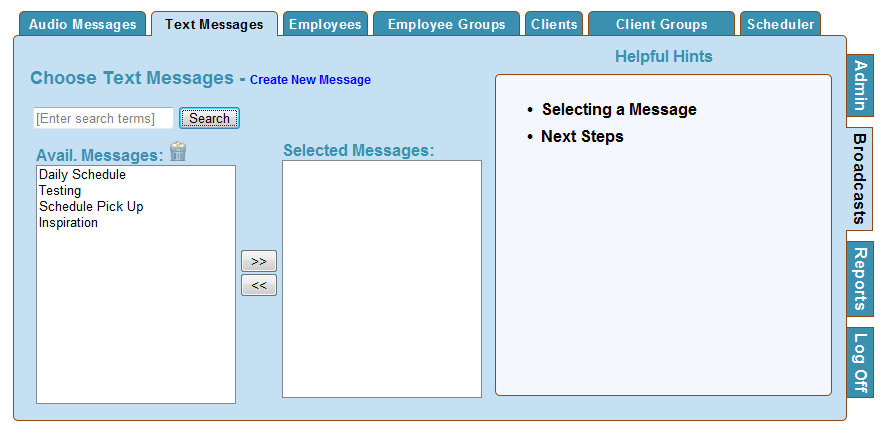 Audio Messages Text Messages Employees Employee Groups Clients Client Groups Scheduler
Helpful Hints
Choose Text Messages - Create New Message
[Enter search terms] Search
Avail. Messages:
Daily Schedule
Testing
Schedule Pick Up
Inspiration
>>
<<
Selected Messages:
• Selecting a Message
• Next Steps
Admin
Broadcasts
Reports
Log Off